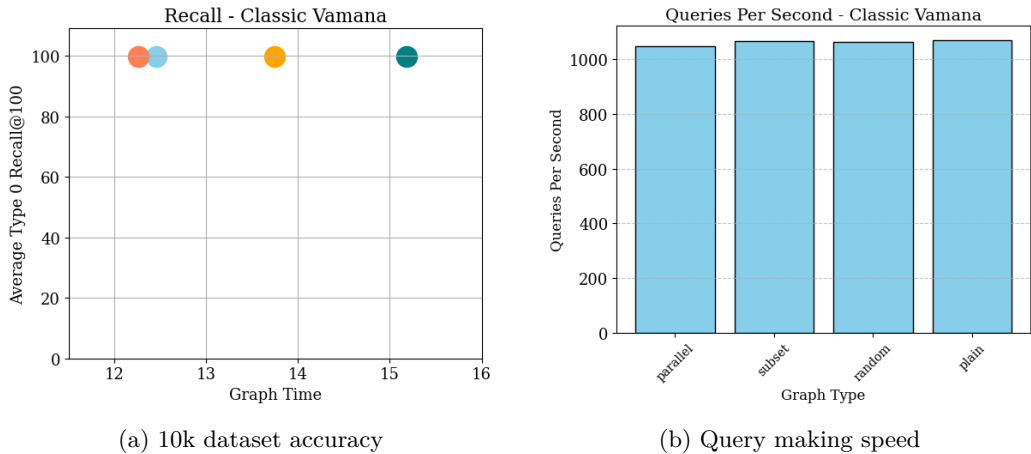 Recall - Classic Vamana
Average Type 0 Recall@100
100
80
60
40
20
0
12
13
14
15
16
Graph Time
(a) 10k dataset accuracy
Queries Per Second - Classic Vamana
Queries Per Second
1000
800
600
400
200
0
parallel
subset
random
plain
Graph Type
(b) Query making speed